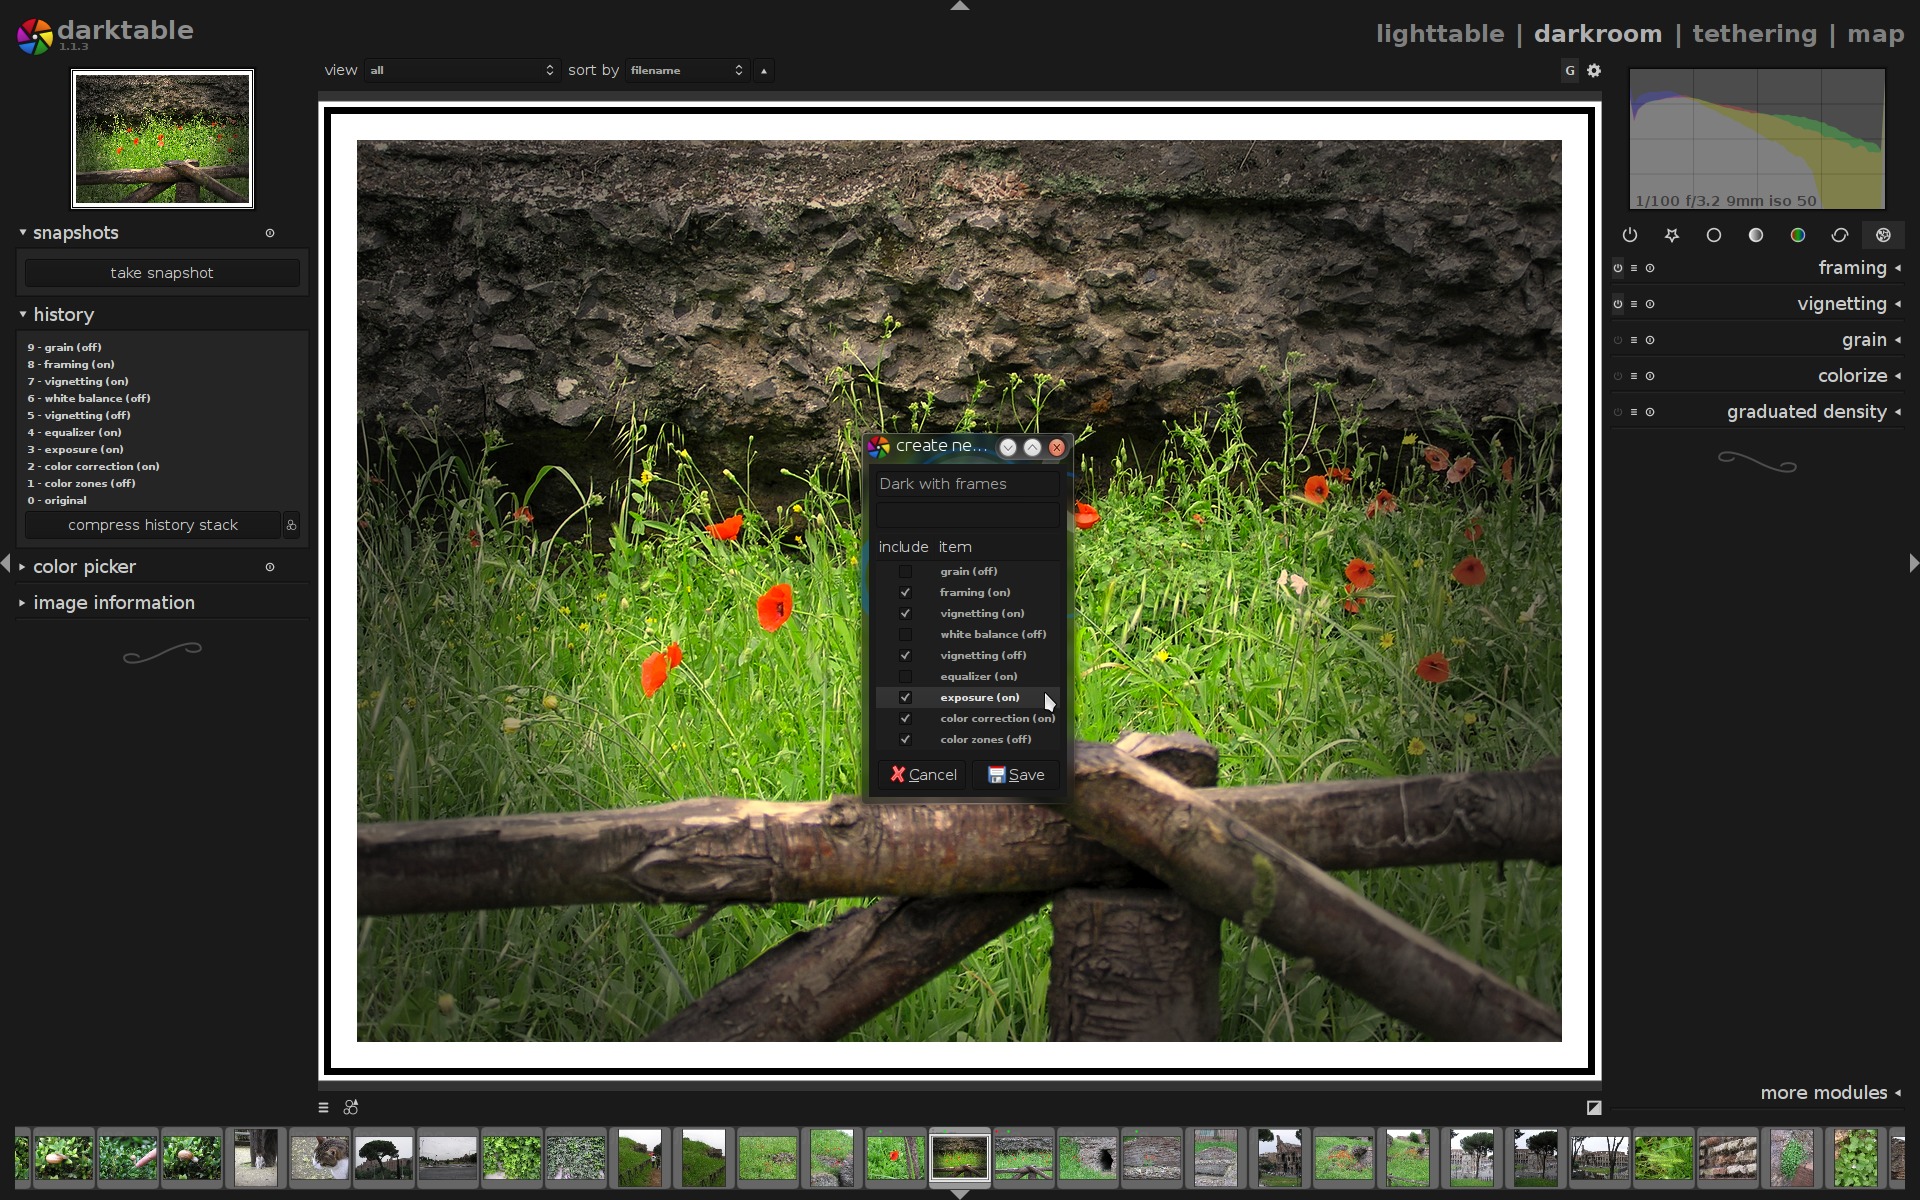 darktable
1.1.3
lighttable | darkroom | tethering | map
view all sort by filename
G
1/100 f/3.2 9mm iso 50
snapshots
take snapshot
history
9 - grain (off)
8 - framing (on)
7 - vignetting (on)
6 - white balance (off)
5 - vignetting (off)
4 - equalizer (on)
3 - exposure (on)
2 - color correction (on)
1 - color zones (off)
0 - original
compress history stack
color picker
image information
create ne...
Dark with frames
include item
grain (off)
framing (on)
vignetting (on)
white balance (off)
vignetting (off)
equalizer (on)
exposure (on)
color correction (on)
color zones (off)
Cancel Save
framing
vignetting
grain
colorize
graduated density
more modules